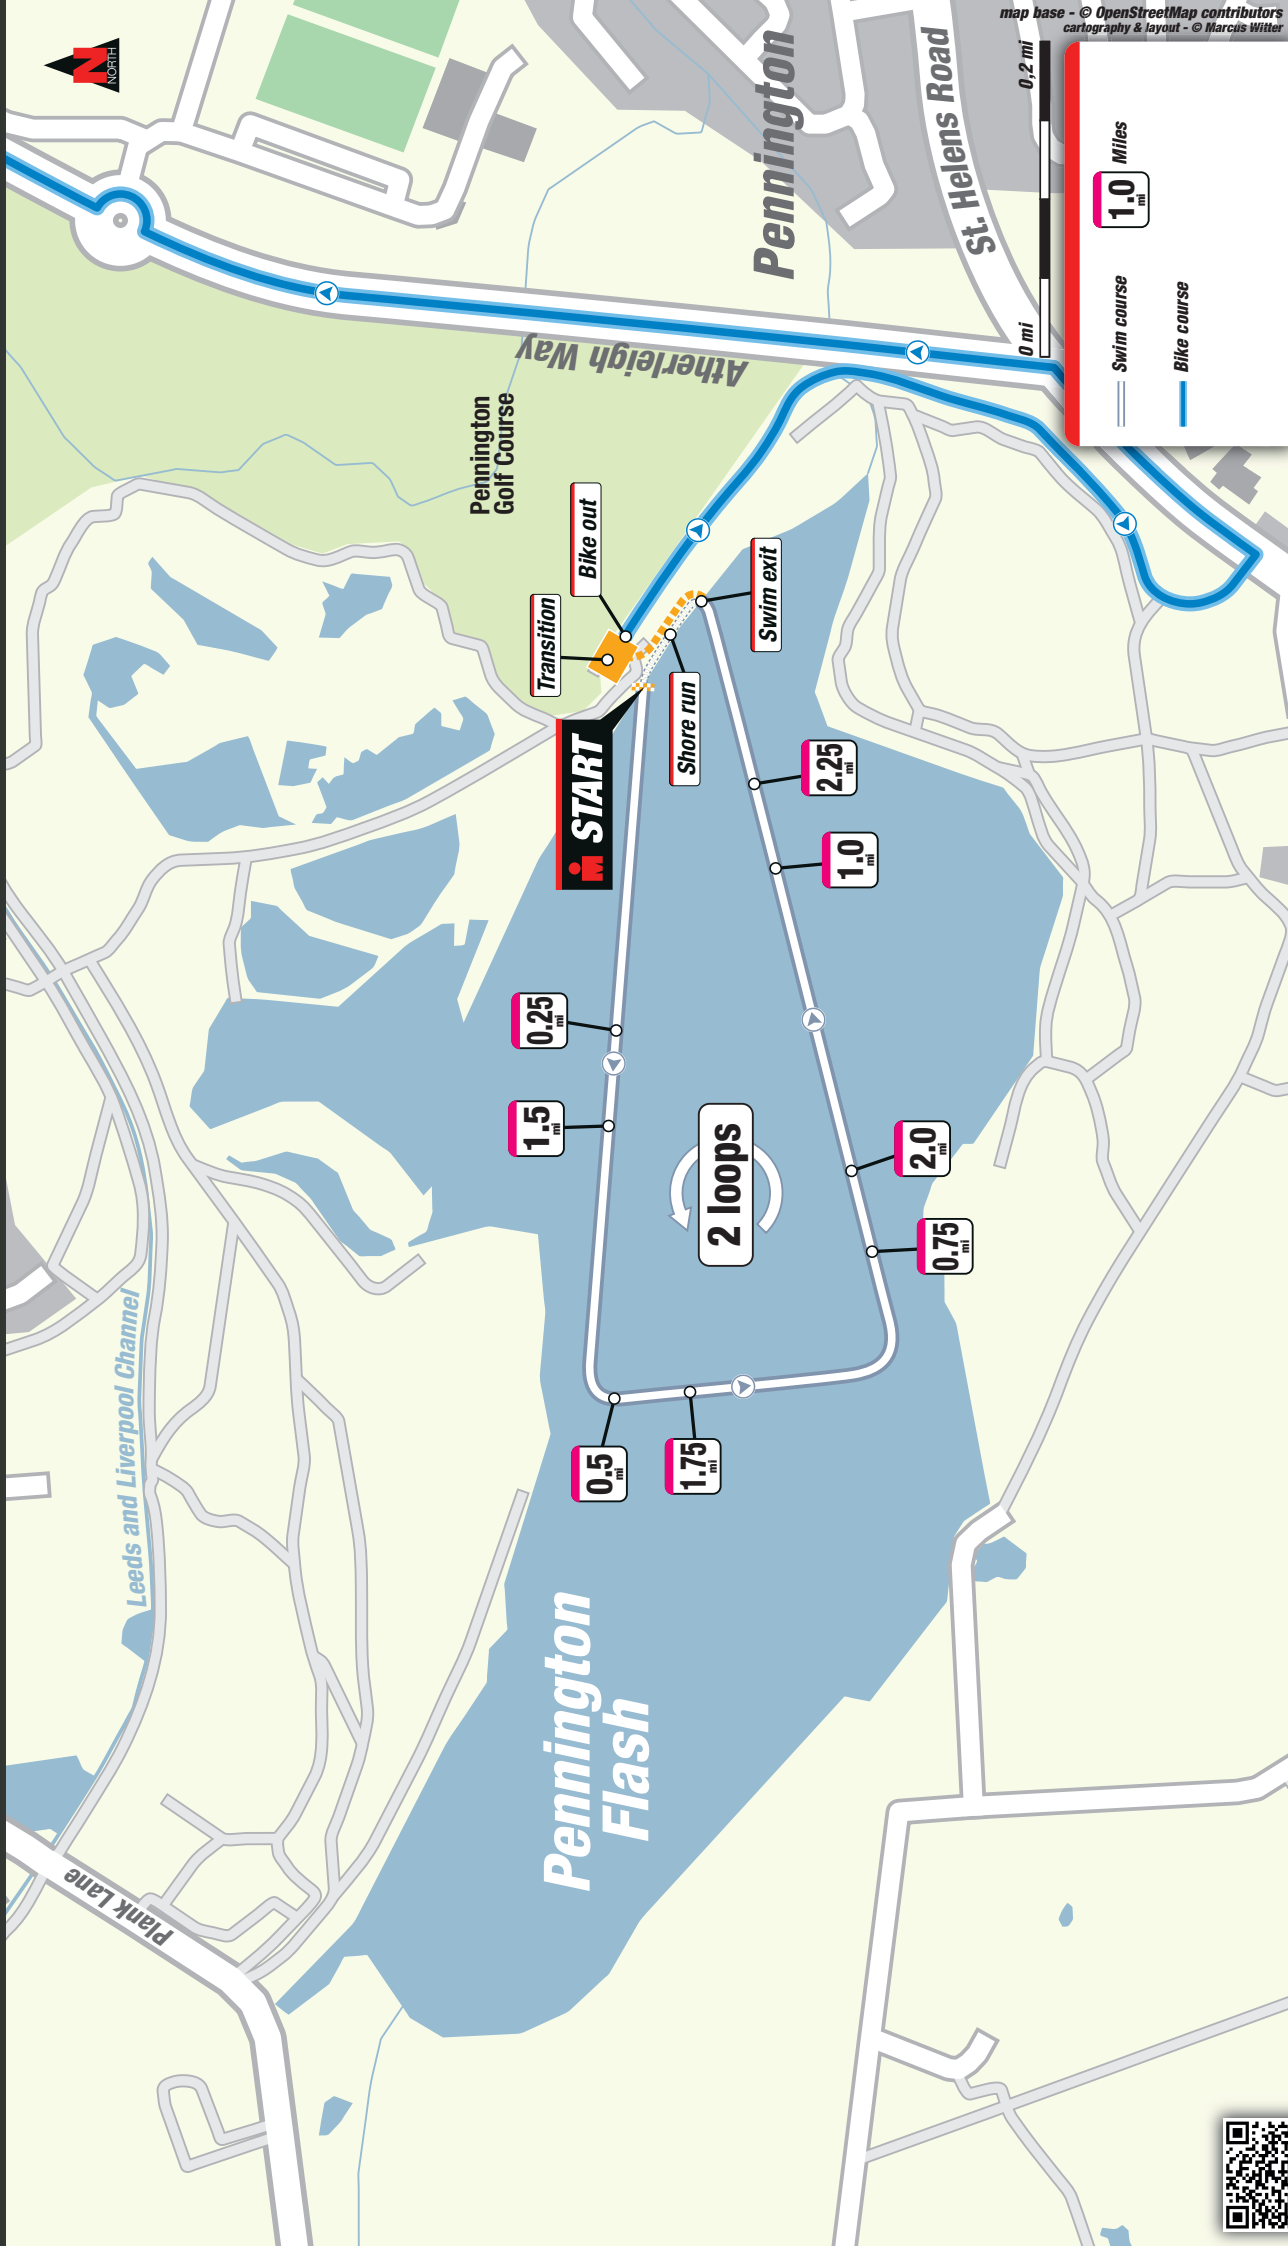 map base - © OpenStreetMap contributors
cartography & layout - © Marcus Witter
N
NORTH
Pennington
St. Helens Road
0 mi
0,2 mi
Swim course
1.0
mi
Miles
Bike course
Atherleigh Way
Pennington
Golf Course
Bike out
Transition
Swim exit
Shore run
START
2.25
mi
1.0
mi
0.25
mi
1.5
mi
2 loops
2.0
mi
0.75
mi
0.5
mi
1.75
mi
Leeds and Liverpool Channel
Pennington
Flash
Plank Lane